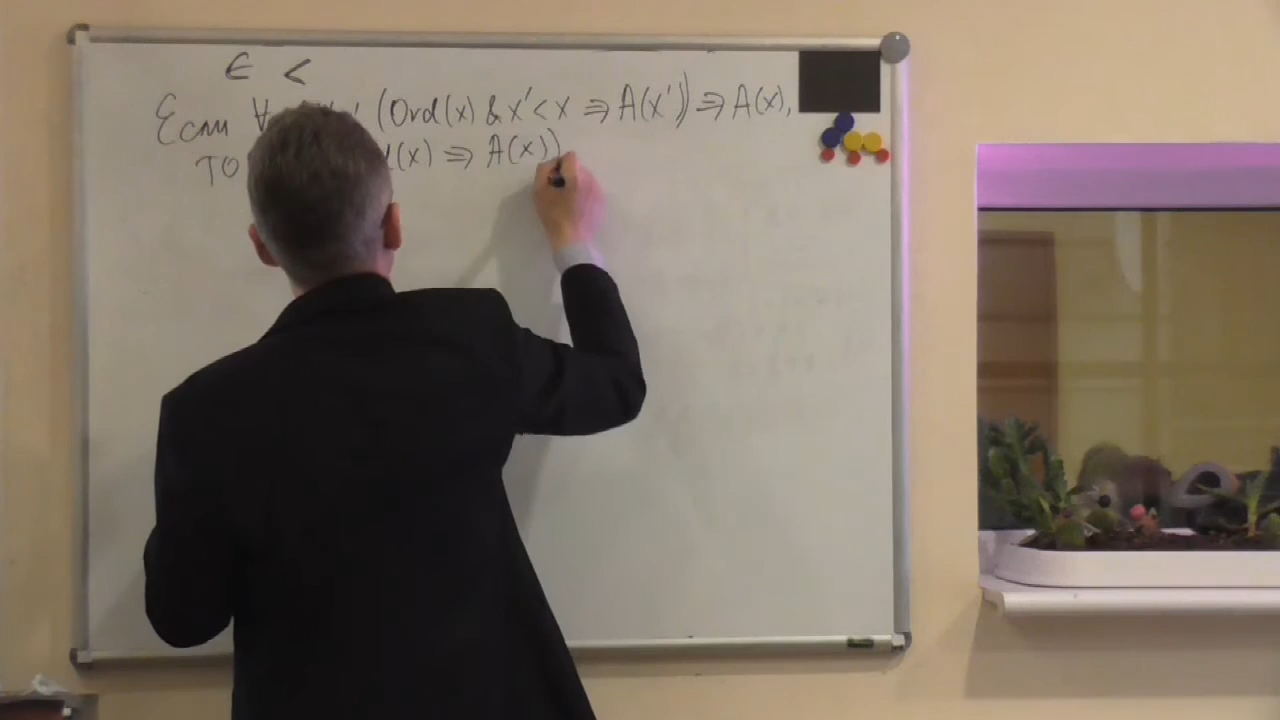 ∈ <
Если ∀ (Ord(x) & x' < x ⇒ A(x')) ⇒ A(x),
то (x) ⇒ A(x))